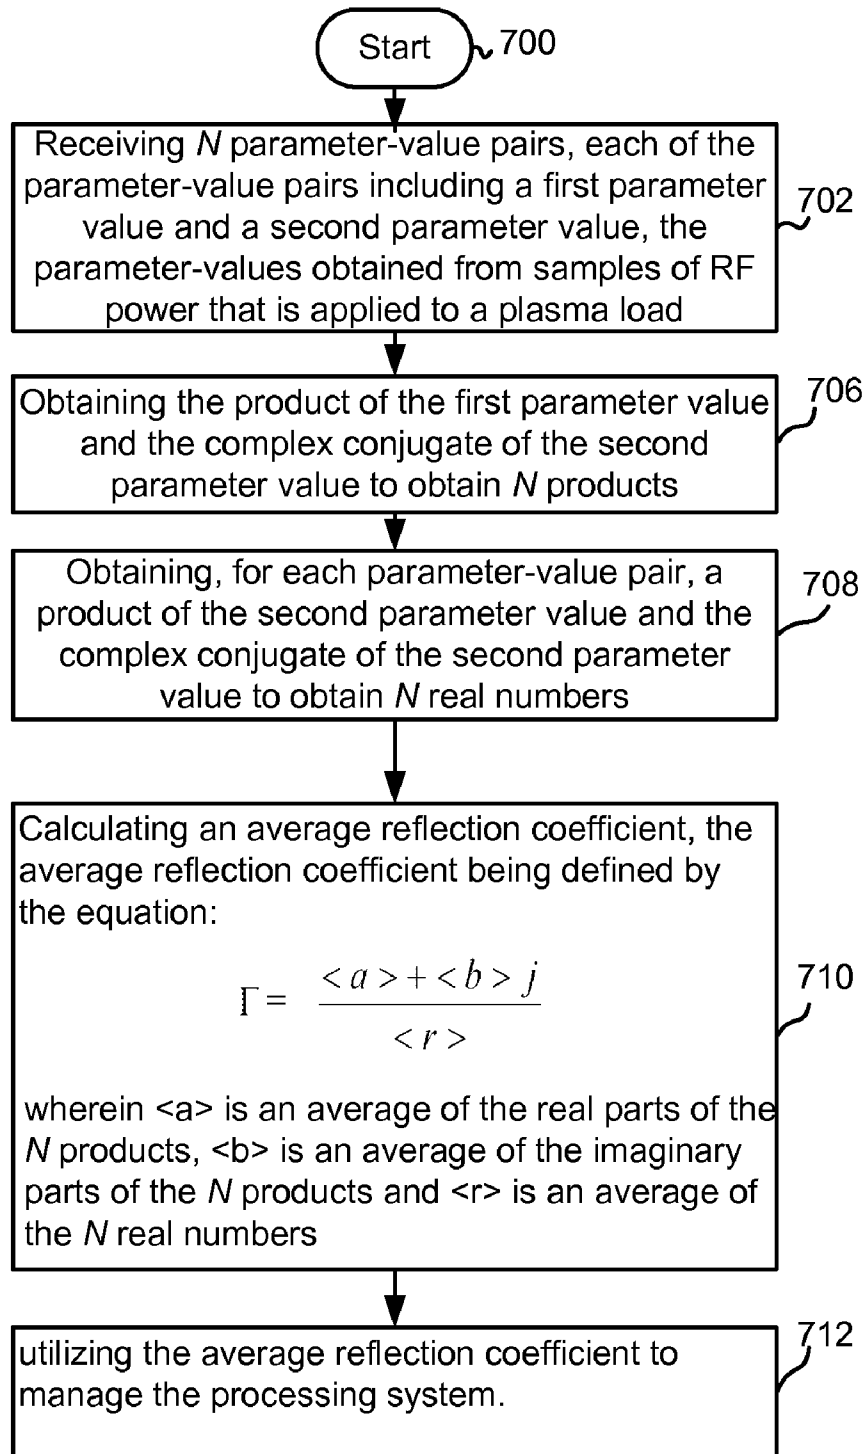 Start
700
Receiving N parameter-value pairs, each of the
parameter-value pairs including a first parameter
value and a second parameter value, the
parameter-values obtained from samples of RF
power that is applied to a plasma load
702
Obtaining the product of the first parameter value
and the complex conjugate of the second
parameter value to obtain N products
706
Obtaining, for each parameter-value pair, a
product of the second parameter value and the
complex conjugate of the second parameter
value to obtain N real numbers
708
Calculating an average reflection coefficient, the
average reflection coefficient being defined by
the equation:
Γ = <a> + <b> j
<r>
wherein <a> is an average of the real parts of the
N products, <b> is an average of the imaginary
parts of the N products and <r> is an average of
the N real numbers
710
utilizing the average reflection coefficient to
manage the processing system.
712